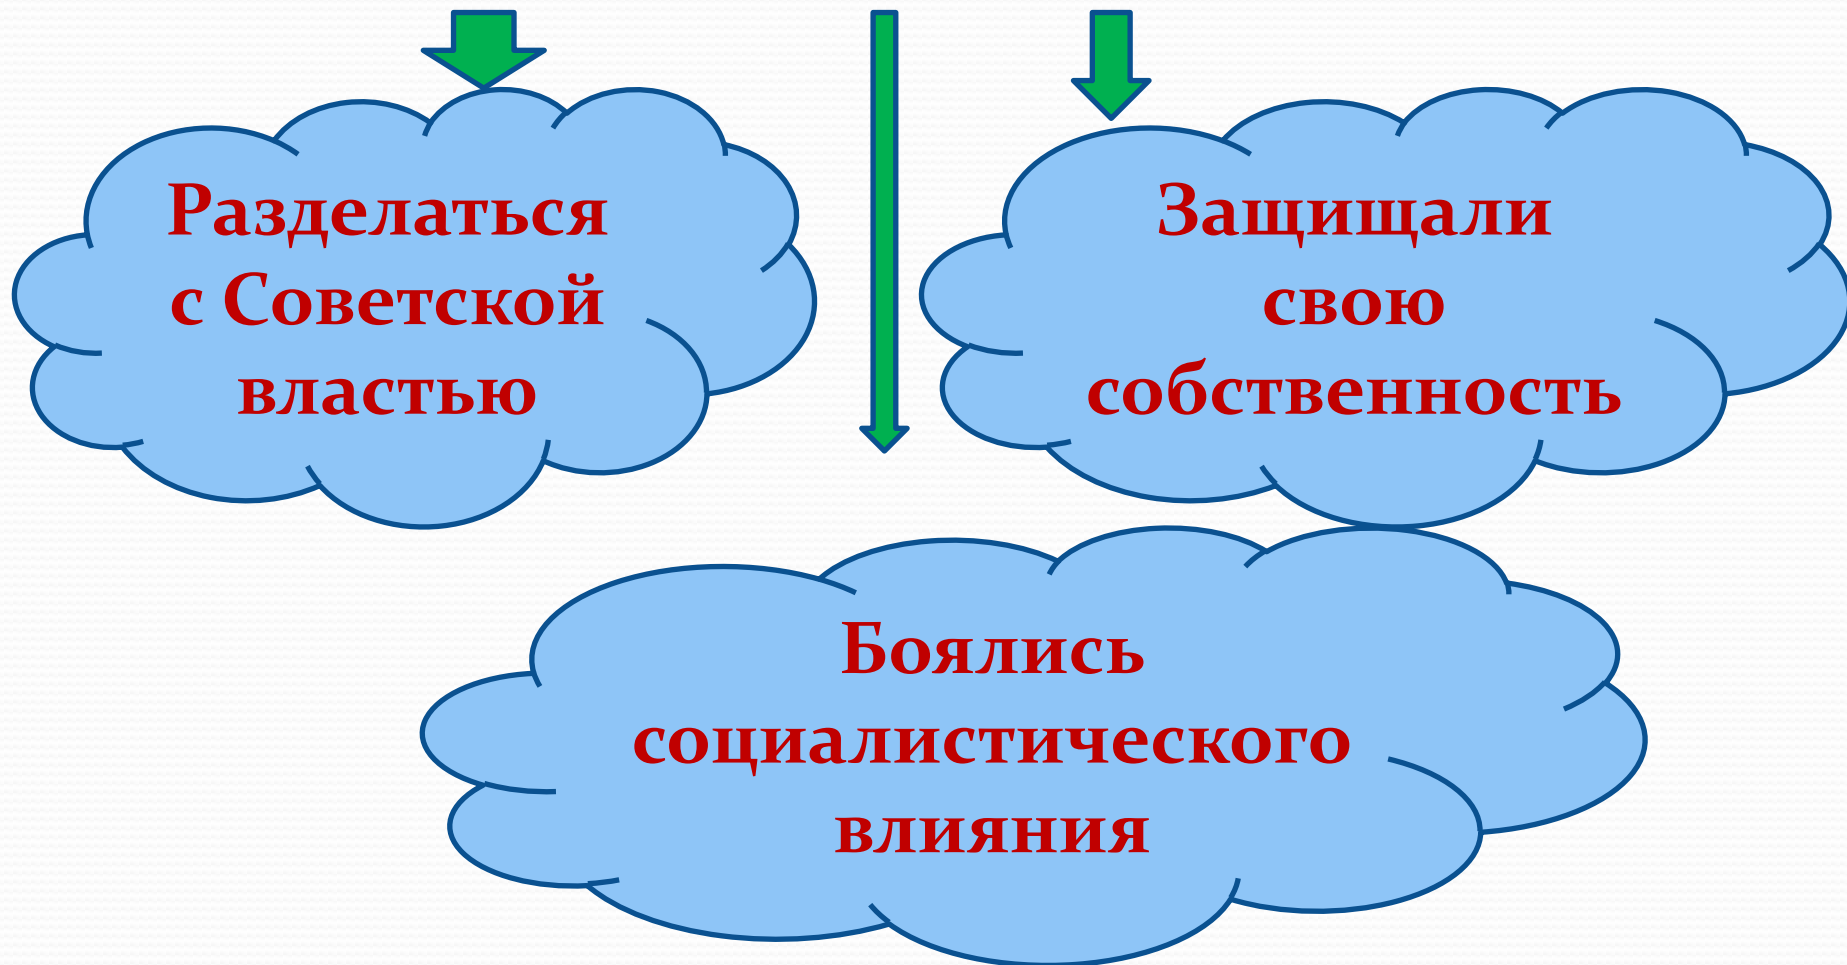 Разделаться
с Советской
властью
Защищали
свою
собственность
Боялись
социалистического
влияния